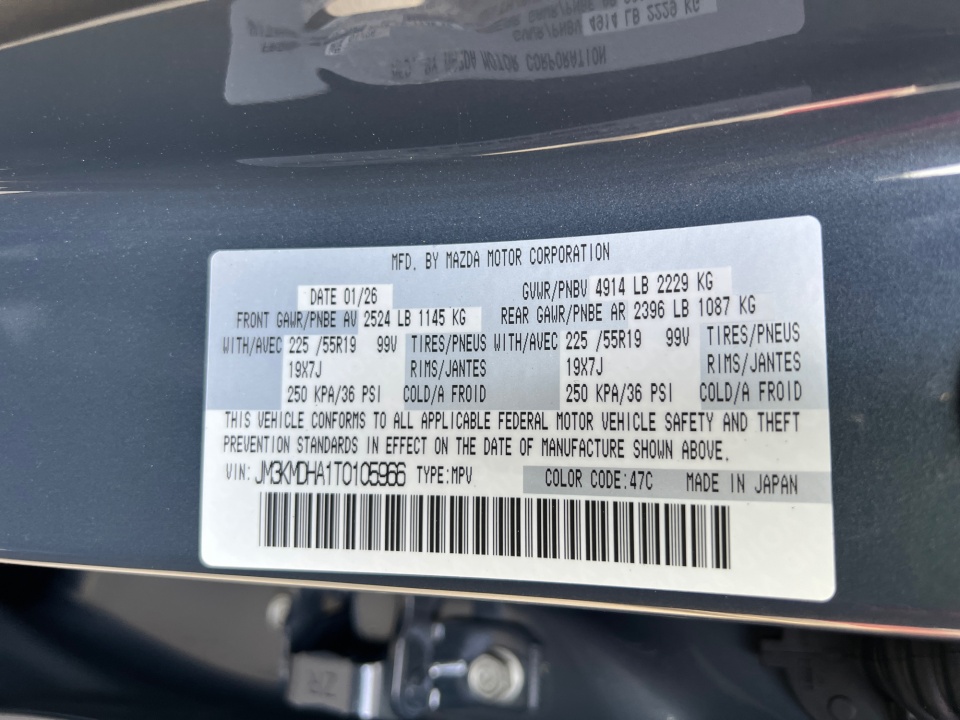 MFD. BY MAZDA MOTOR CORPORATION
DATE 01/26 GVWR/PNBV 4914 LB 2229 KG
FRONT GAWR/PNBE AV 2524 LB 1145 KG REAR GAWR/PNBE AR 2396 LB 1087 KG
WITH/AVEC 225 /55R19 99V TIRES/PNEUS WITH/AVEC 225 /55R19 99V TIRES/PNEUS
19X7J RIMS/JANTES 19X7J RIMS/JANTES
250 KPA/36 PSI COLD/A FROID 250 KPA/36 PSI COLD/A FROID
THIS VEHICLE CONFORMS TO ALL APPLICABLE FEDERAL MOTOR VEHICLE SAFETY AND THEFT
PREVENTION STANDARDS IN EFFECT ON THE DATE OF MANUFACTURE SHOWN ABOVE.
VIN: JM3KMDHA1T0105966 TYPE:MPV COLOR CODE:47C MADE IN JAPAN